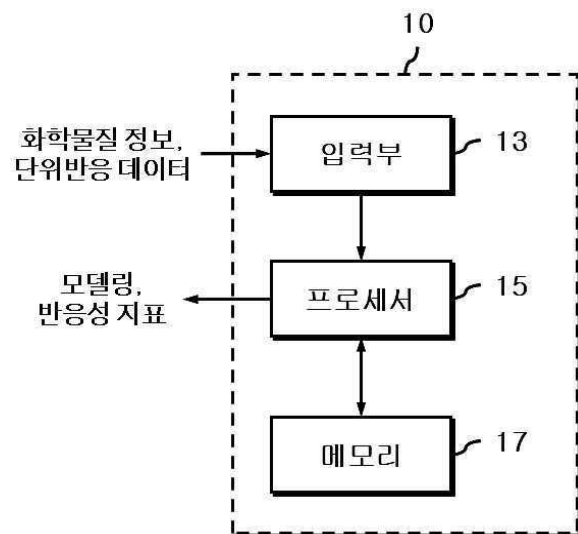 10
화학물질 정보,
단위반응 데이터
입력부
13
모델링,
반응성 지표
프로세서
15
메모리
17